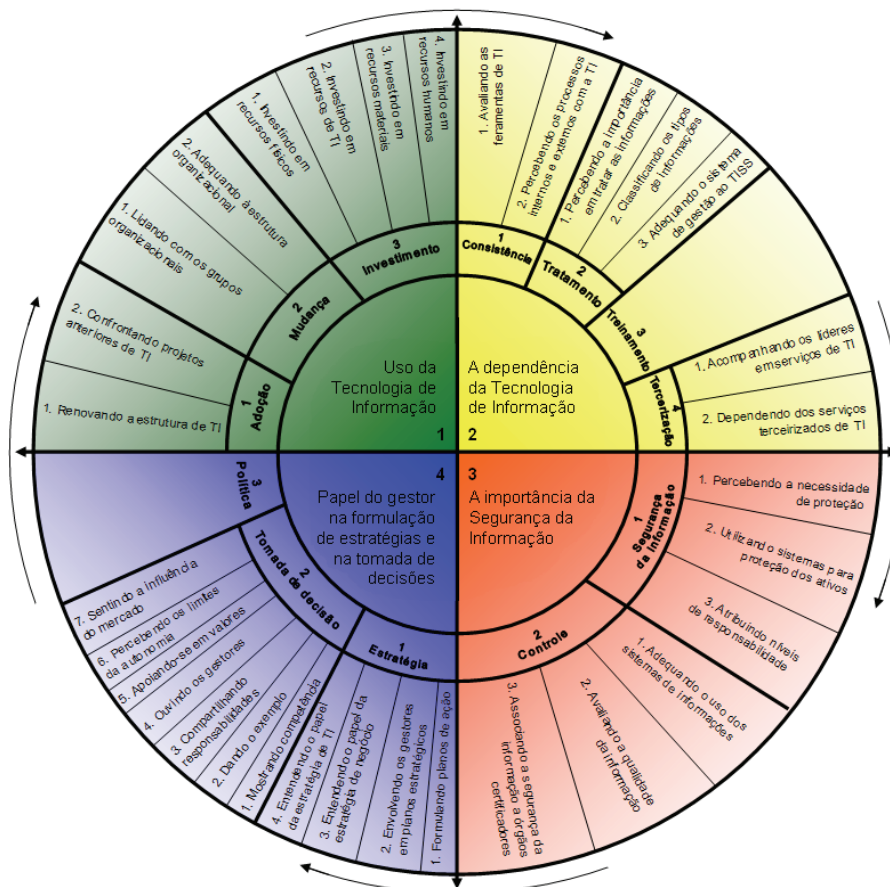 Uso da
Tecnologia de
Informação
1
1
Adoção
1. Renovando a estrutura de TI
2. Confrontando projetos
anteriores de TI
2
Mudança
1. Lidando com os grupos
organizacionais
2. Adequando à estrutura
organizacional
3
Investimento
1. Investindo em
recursos físicos
2. Investindo em
recursos de TI
3. Investindo em
recursos materiais
4. Investindo em
recursos humanos
A dependência
da Tecnologia
de Informação
2
1
Consistência
1. Avaliando as
feramentas de TI
2. Percebendo os processos
internos e externos com a TI
2
Tratamento
1. Percebendo a importância
em tratar as informações
2. Classificando os tipos
de informações
3. Adequando o sistema
de gestão ao TISS
3
Treinamento
4
Tercerização
1. Acompanhando os líderes
em serviços de TI
2. Dependendo dos serviços
terceirizados de TI
3
A importância da
Segurança da
Informação
1
Segurança
da Informação
1. Percebendo a necessidade
de proteção
2. Utilizando sistemas para
proteção dos ativos
3. Atribuindo níveis
de responsabilidade
2
Controle
1. Adequando o uso dos
sistemas de informações
2. Avaliando a qualidade
da informação
3. Associando a segurança da
informação a órgãos
certificadores
4
Papel do gestor
na formulação
de estratégias e
na tomada de
decisões
1
Estratégia
1. Formulando planos de ação
2. Envolvendo os gestores
em planos estratégicos
3. Entendendo o papel da
estratégia de negócio
4. Entendendo o papel
da estratégia de TI
2
Tomada de decisão
1. Mostrando competência
2. Dando o exemplo
3. Compartilhando
responsabilidades
4. Ouvindo os gestores
5. Apoiando-se em valores
6. Percebendo os limites
da autonomia
7. Sentindo a influência
do mercado
3
Política